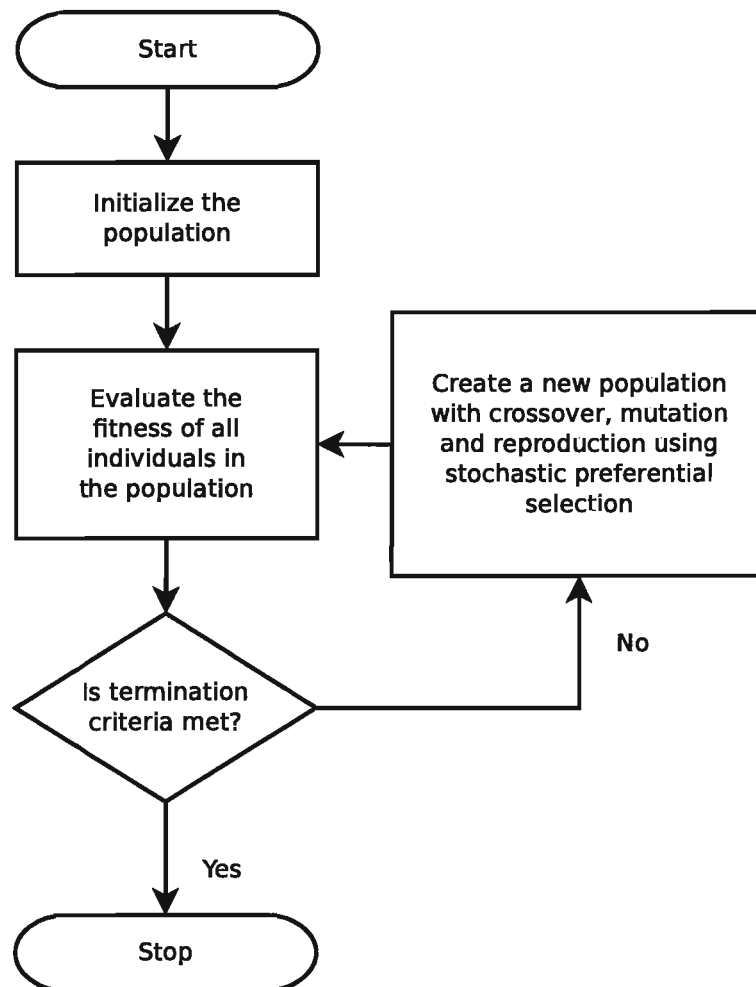 Start
Initialize the
population
Evaluate the
fitness of all
individuals in
the population
Create a new population
with crossover, mutation
and reproduction using
stochastic preferential
selection
Is termination
criteria met?
No
Yes
Stop